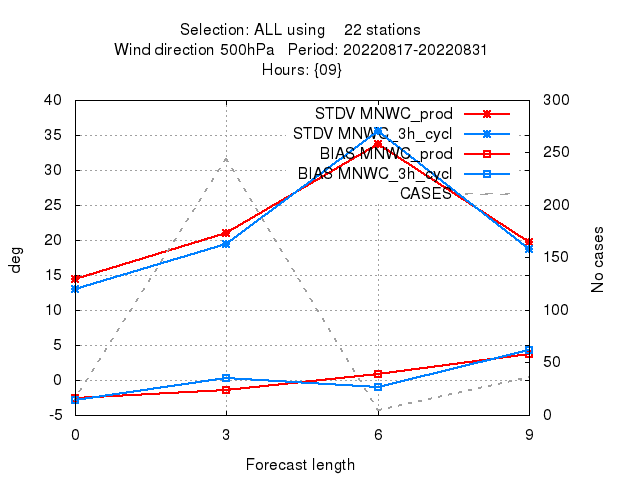 Selection: ALL using    22 stations
Wind direction 500hPa   Period: 20220817-20220831
Hours: {09}
STDV MNWC_prod
STDV MNWC_3h_cycl
BIAS MNWC_prod
BIAS MNWC_3h_cycl
CASES
40
35
30
25
20
15
10
5
0
-5
deg
300
250
200
150
100
50
0
No cases
0 3 6 9
Forecast length